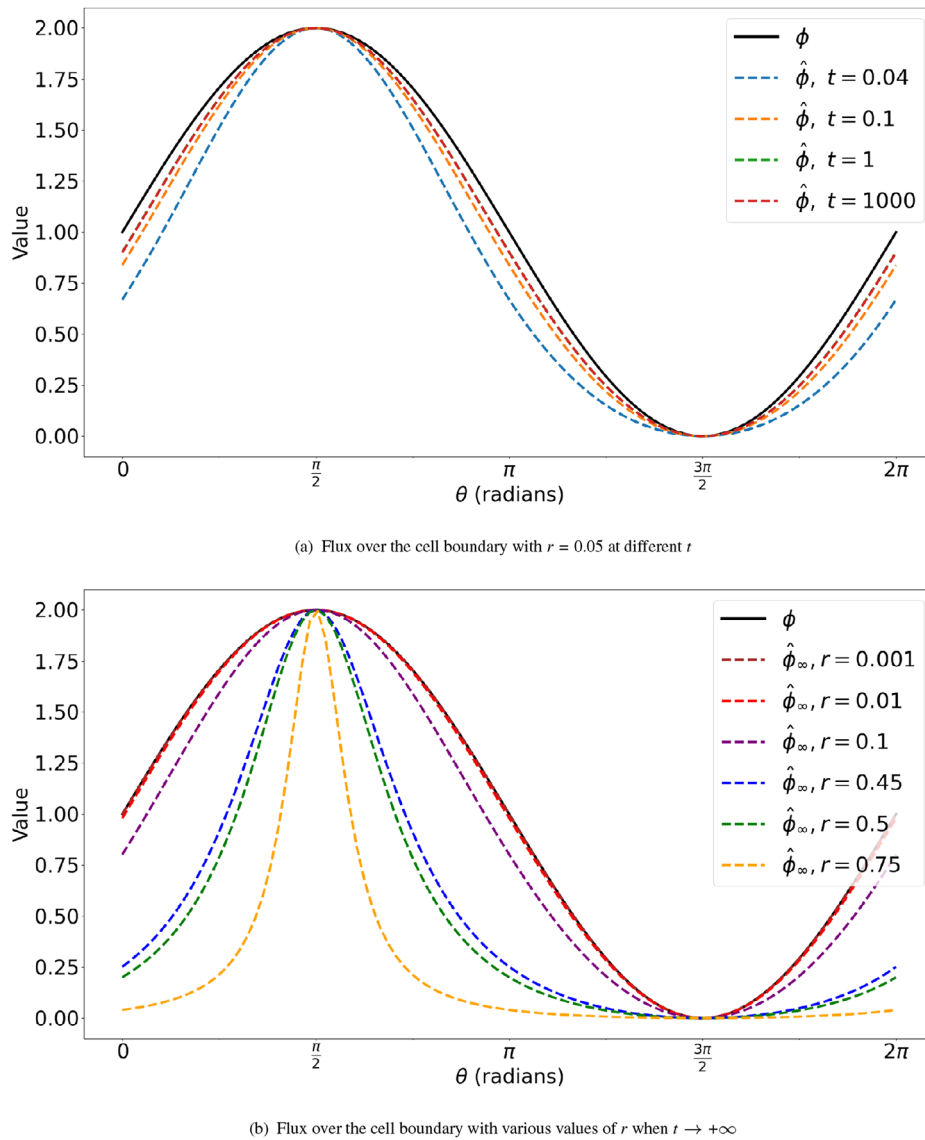 2.00
1.75
1.50
1.25
1.00
0.75
0.50
0.25
0.00
Value
0
π/2
π
3π/2
2π
θ (radians)
ϕ
ϕ̂, t = 0.04
ϕ̂, t = 0.1
ϕ̂, t = 1
ϕ̂, t = 1000
(a) Flux over the cell boundary with r = 0.05 at different t
2.00
1.75
1.50
1.25
1.00
0.75
0.50
0.25
0.00
Value
0
π/2
π
3π/2
2π
θ (radians)
ϕ
ϕ̂∞, r = 0.001
ϕ̂∞, r = 0.01
ϕ̂∞, r = 0.1
ϕ̂∞, r = 0.45
ϕ̂∞, r = 0.5
ϕ̂∞, r = 0.75
(b) Flux over the cell boundary with various values of r when t → +∞